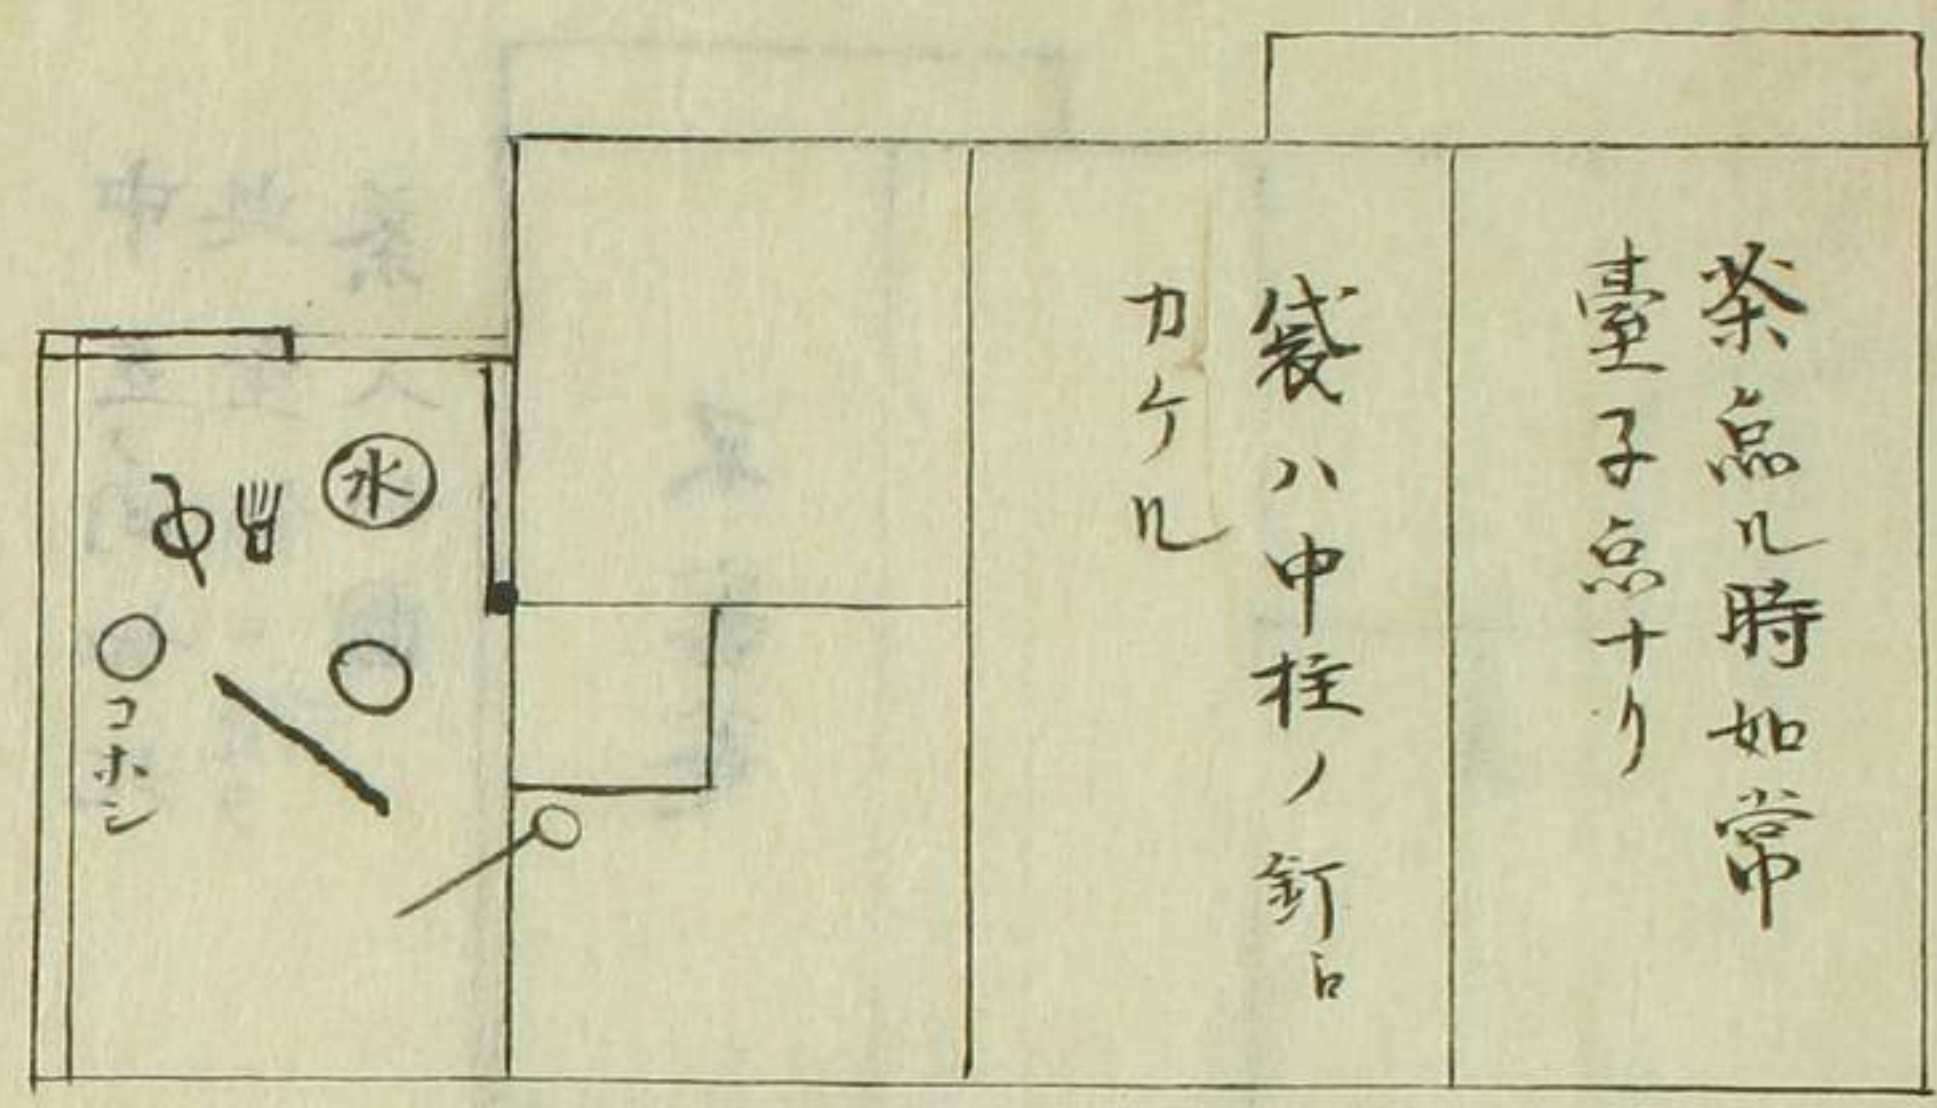 茶点ル時如常
臺子点ナリ
袋ハ中柱ノ釘ニ
カケル
水
コホシ